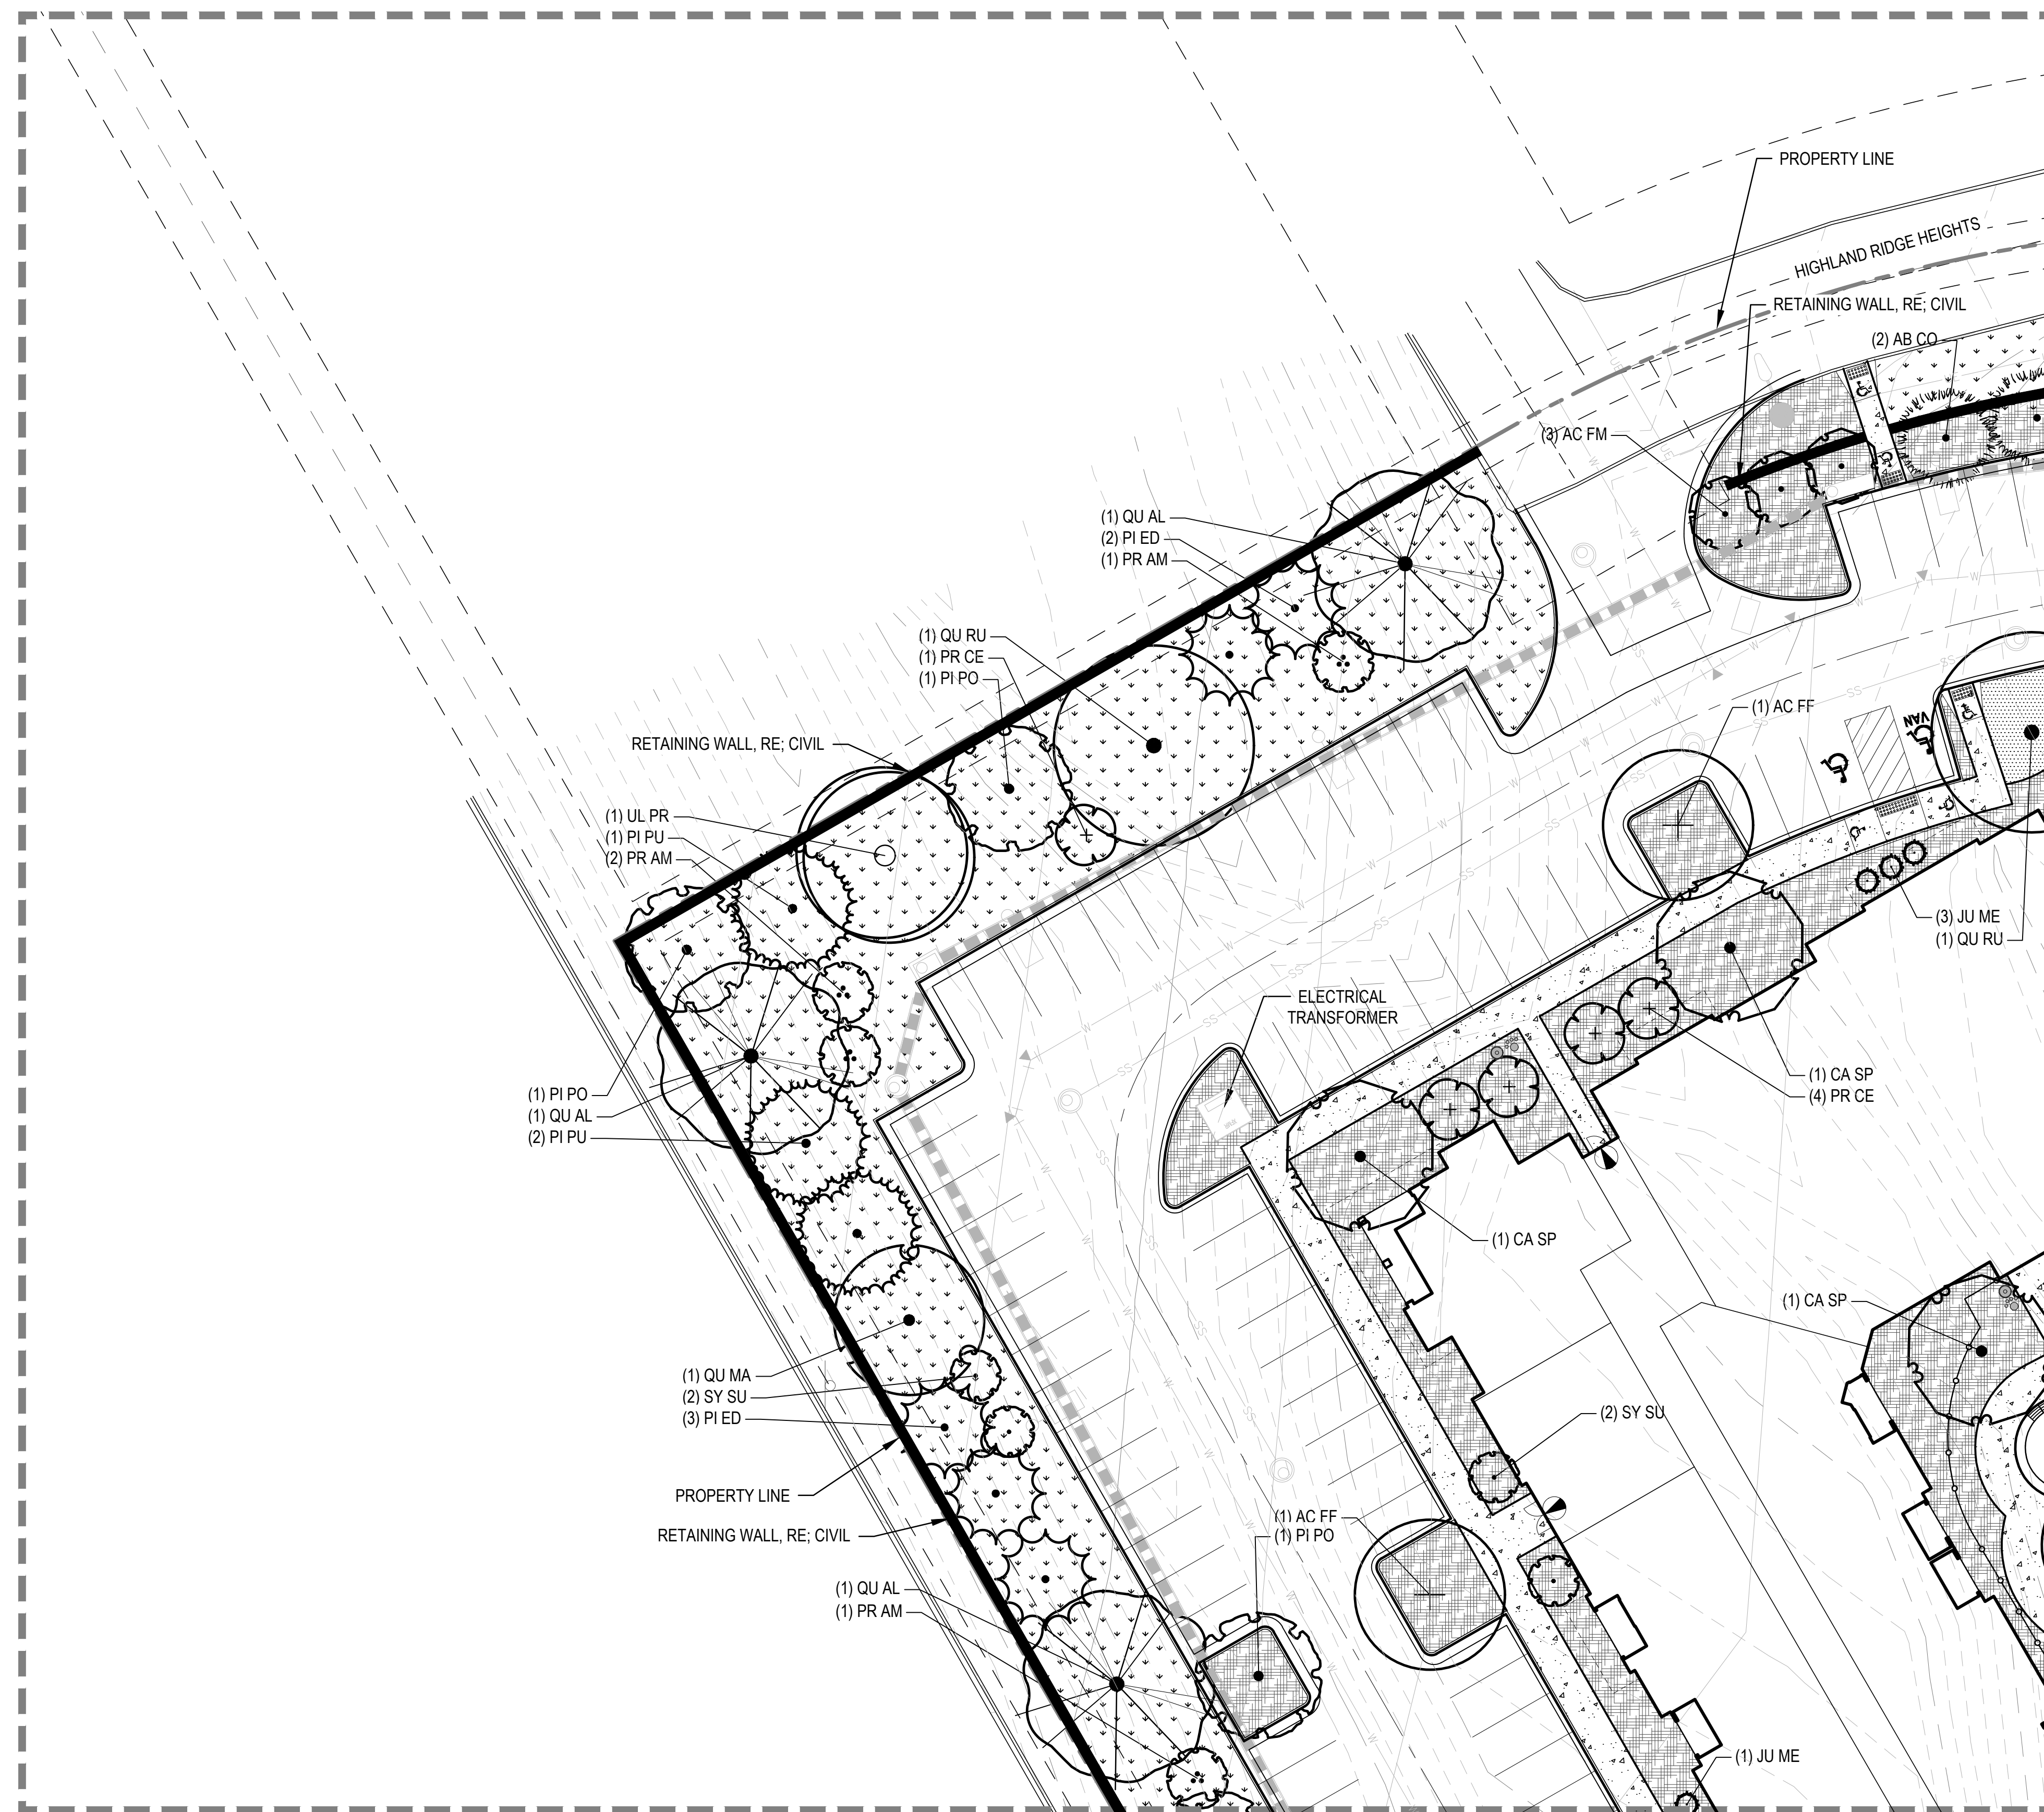 PROPERTY LINE
HIGHLAND RIDGE HEIGHTS
RETAINING WALL, RE; CIVIL
(2) AB CO
(3) AC FM
(1) QU AL
(2) PI ED
(1) PR AM
(1) QU RU
(1) PR CE
(1) PI PO
(1) AC FF
VAN
RETAINING WALL, RE; CIVIL
(1) UL PR
(1) PI PU
(2) PR AM
(3) JU ME
(1) QU RU
ELECTRICAL
TRANSFORMER
(1) CA SP
(4) PR CE
(1) PI PO
(1) QU AL
(2) PI PU
(1) CA SP
(1) CA SP
(1) QU MA
(2) SY SU
(3) PI ED
(2) SY SU
PROPERTY LINE
RETAINING WALL, RE; CIVIL
(1) AC FF
(1) PI PO
(1) QU AL
(1) PR AM
(1) JU ME